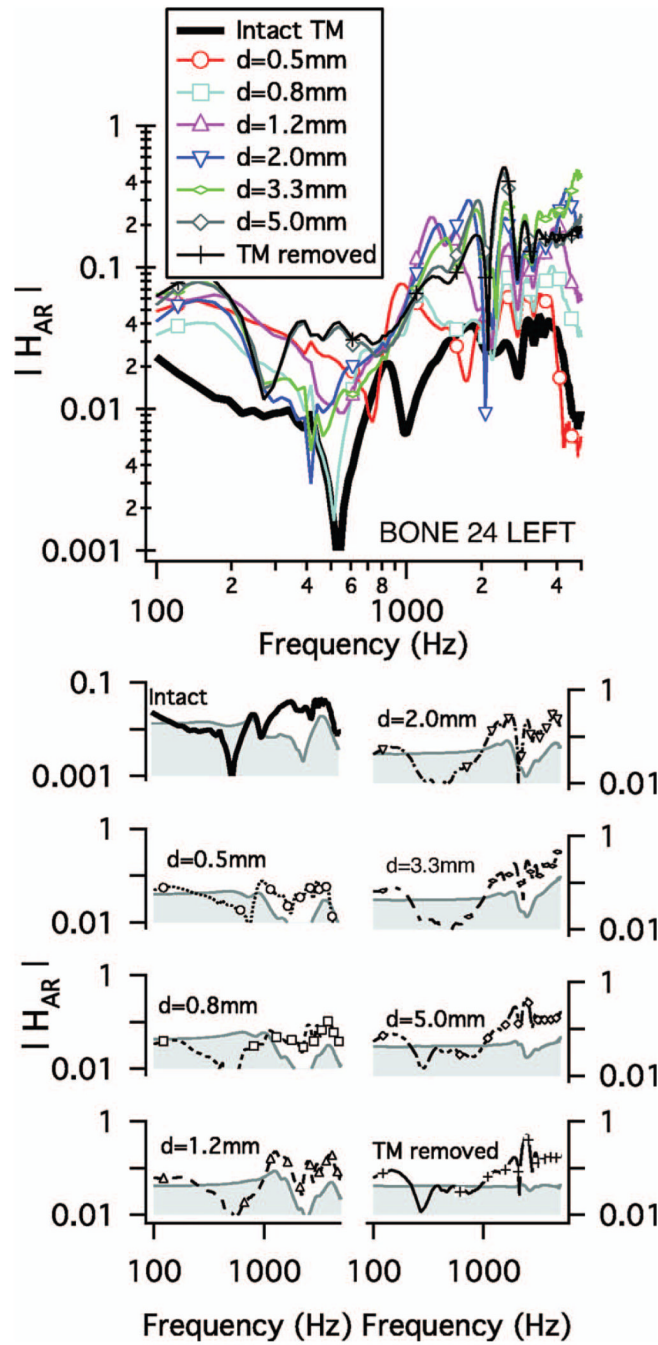 Intact TM
d=0.5mm
d=0.8mm
d=1.2mm
d=2.0mm
d=3.3mm
d=5.0mm
TM removed
1
4
2
0.1
4
2
0.01
4
2
0.001
| H_AR |
BONE 24 LEFT
100
2
4
6
8
1000
2
4
Frequency (Hz)
0.1
Intact
0.001
d=2.0mm
1
0.01
1
d=0.5mm
0.01
d=3.3mm
1
0.01
| H_AR |
1
d=0.8mm
0.01
d=5.0mm
1
0.01
1
d=1.2mm
0.01
TM removed
1
0.01
100 1000 100 1000
Frequency (Hz) Frequency (Hz)